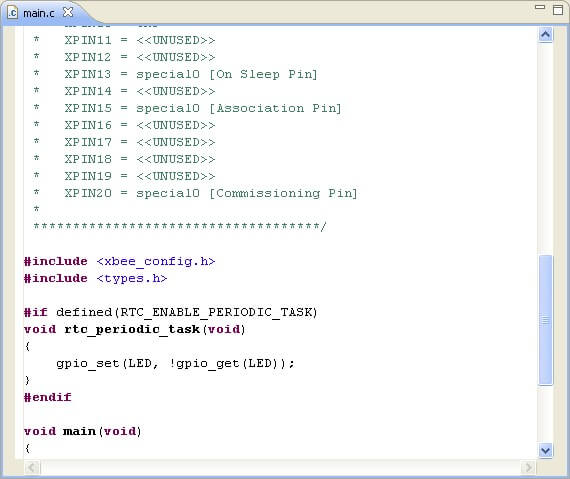 main.c
*   XPIN11 = <<UNUSED>>
*   XPIN12 = <<UNUSED>>
*   XPIN13 = special0 [On Sleep Pin]
*   XPIN14 = <<UNUSED>>
*   XPIN15 = special0 [Association Pin]
*   XPIN16 = <<UNUSED>>
*   XPIN17 = <<UNUSED>>
*   XPIN18 = <<UNUSED>>
*   XPIN19 = <<UNUSED>>
*   XPIN20 = special0 [Commissioning Pin]
*
************************************/
#include <xbee_config.h>
#include <types.h>
#if defined(RTC_ENABLE_PERIODIC_TASK)
void rtc_periodic_task(void)
{
    gpio_set(LED, !gpio_get(LED));
}
#endif
void main(void)
{